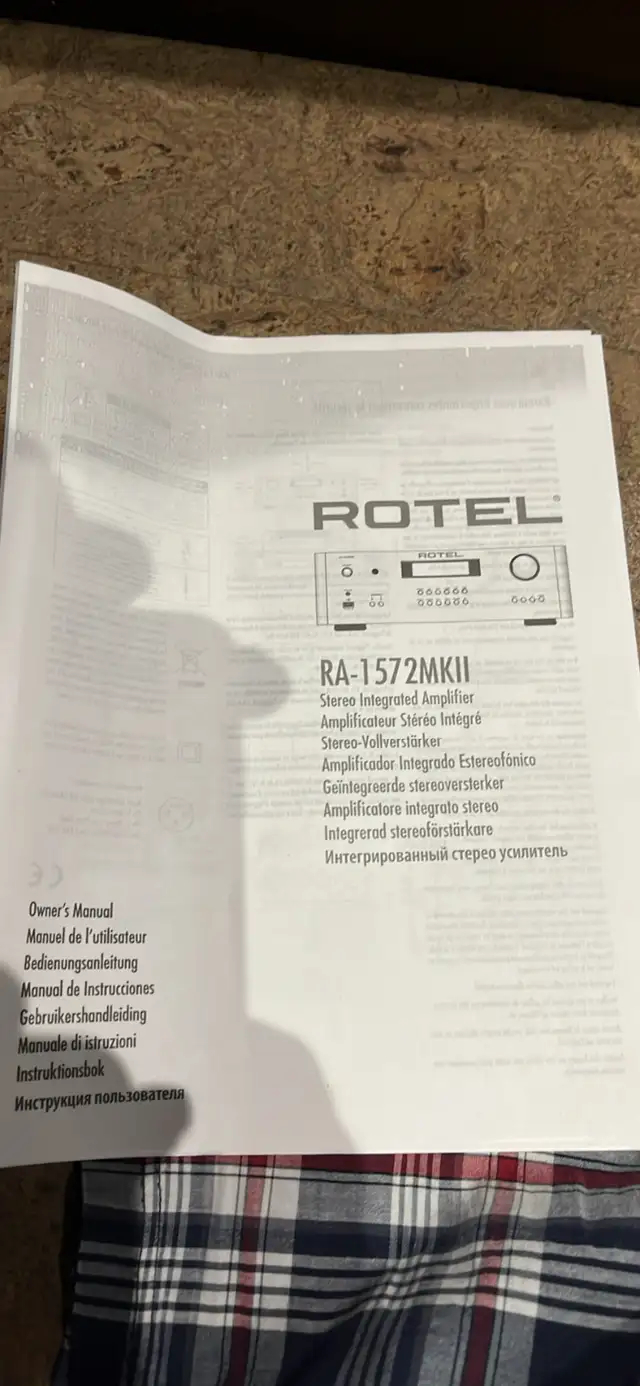 ROTEL®
ROTEL
RA-1572MKII
Stereo Integrated Amplifier
Amplificateur Stéréo Intégré
Stereo-Vollverstärker
Amplificador Integrado Estereofónico
Geïntegreerde stereoversterker
Amplificatore integrato stereo
Integrerad stereoförstärkare
Интегрированный стерео усилитель
Owner's Manual
Manuel de l'utilisateur
Bedienungsanleitung
Manual de Instrucciones
Gebruikershandleiding
Manuale di istruzioni
Instruktionsbok
Инструкция пользователя